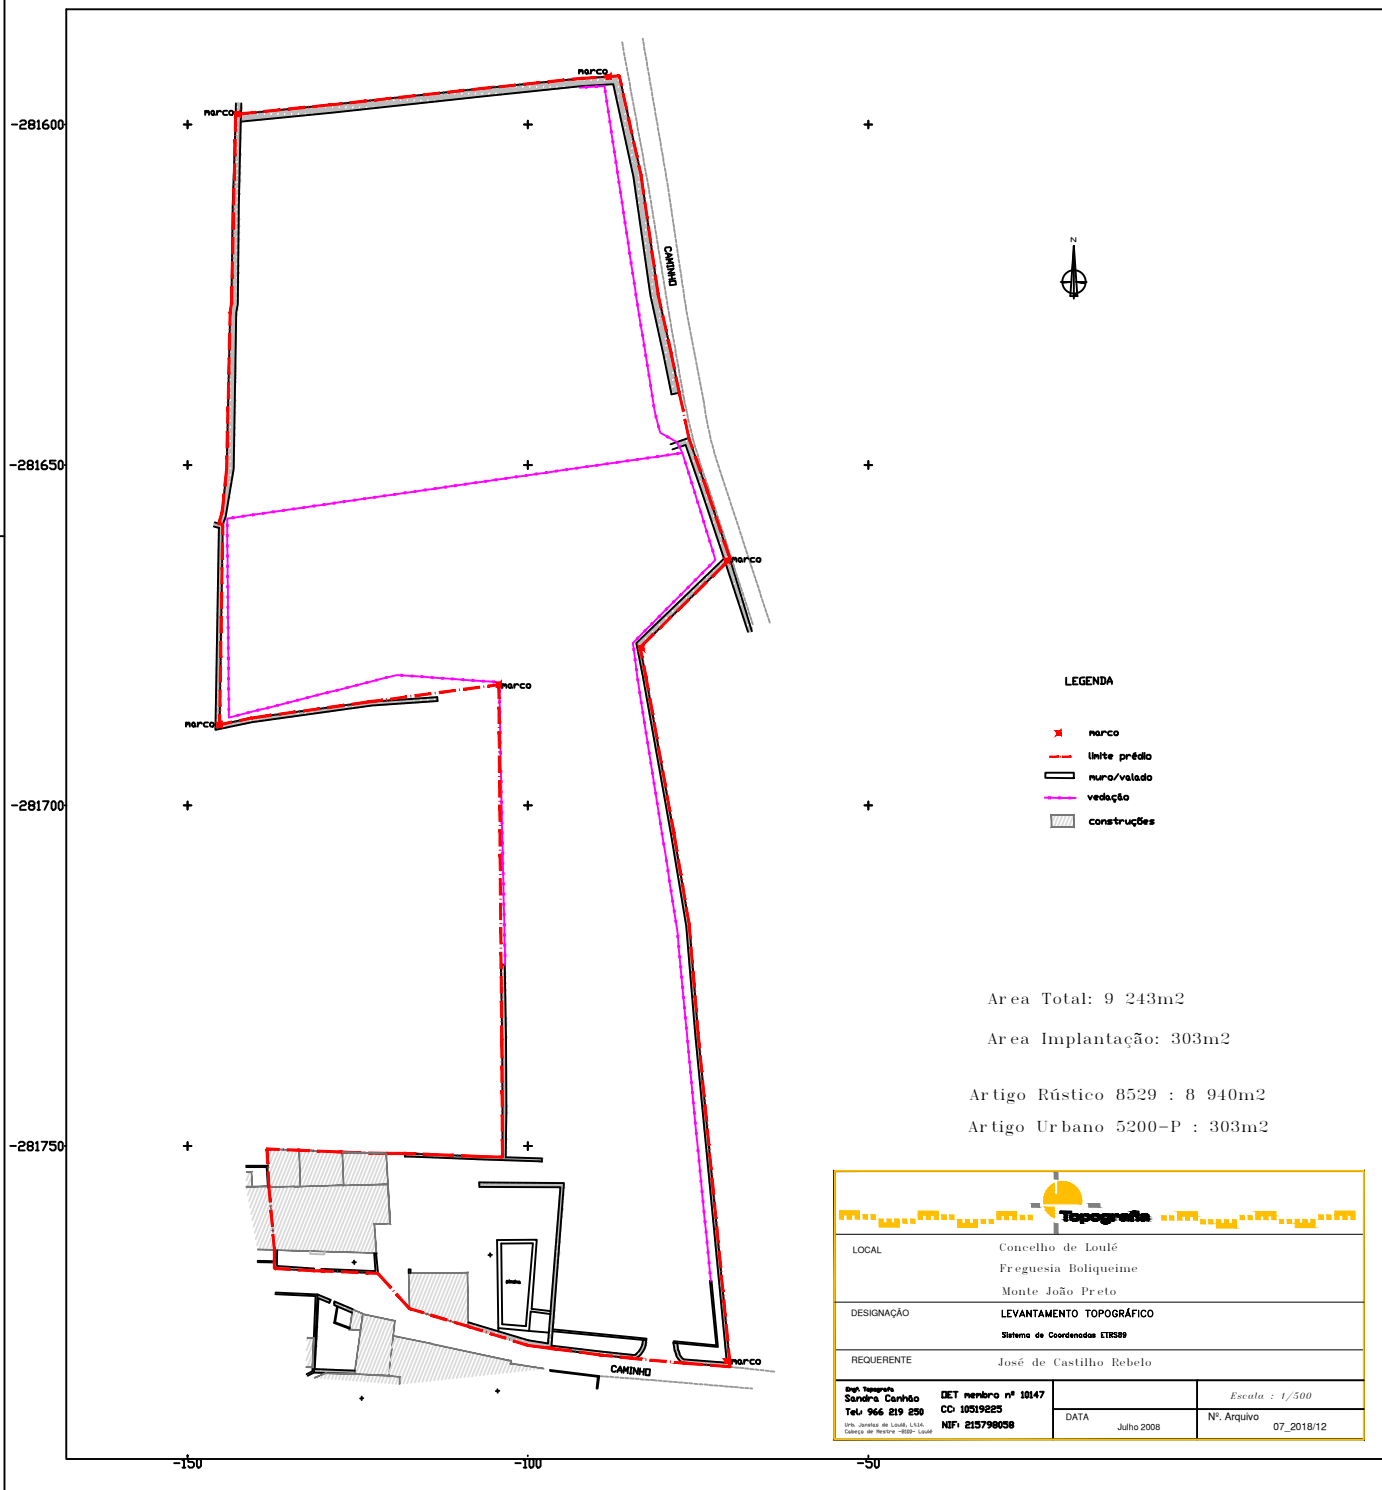 marco
marco
-281600
N
CAMINHO
-281650
marco
LEGENDA
marco
marco
marco
limite prédio
muro/valado
vedação
construções
-281700
Area Total: 9 243m2
Area Implantação: 303m2
Artigo Rústico 8529 : 8 940m2
Artigo Urbano 5200-P : 303m2
-281750
Topografia
LOCAL
Concelho de Loulé
Freguesia Boliqueime
Monte João Preto
DESIGNAÇÃO
LEVANTAMENTO TOPOGRÁFICO
Sistema de Coordenadas ETRS89
REQUERENTE
José de Castilho Rebelo
marco
CAMINHO
Engª. Topografa
Sandra Canhão
Tel.: 966 219 250
DET membro nº 10147
CC: 10519225
NIF: 215798058
Escala : 1/500
DATA
Julho 2008
Nº. Arquivo
07_2018/12
-150
-100
-50